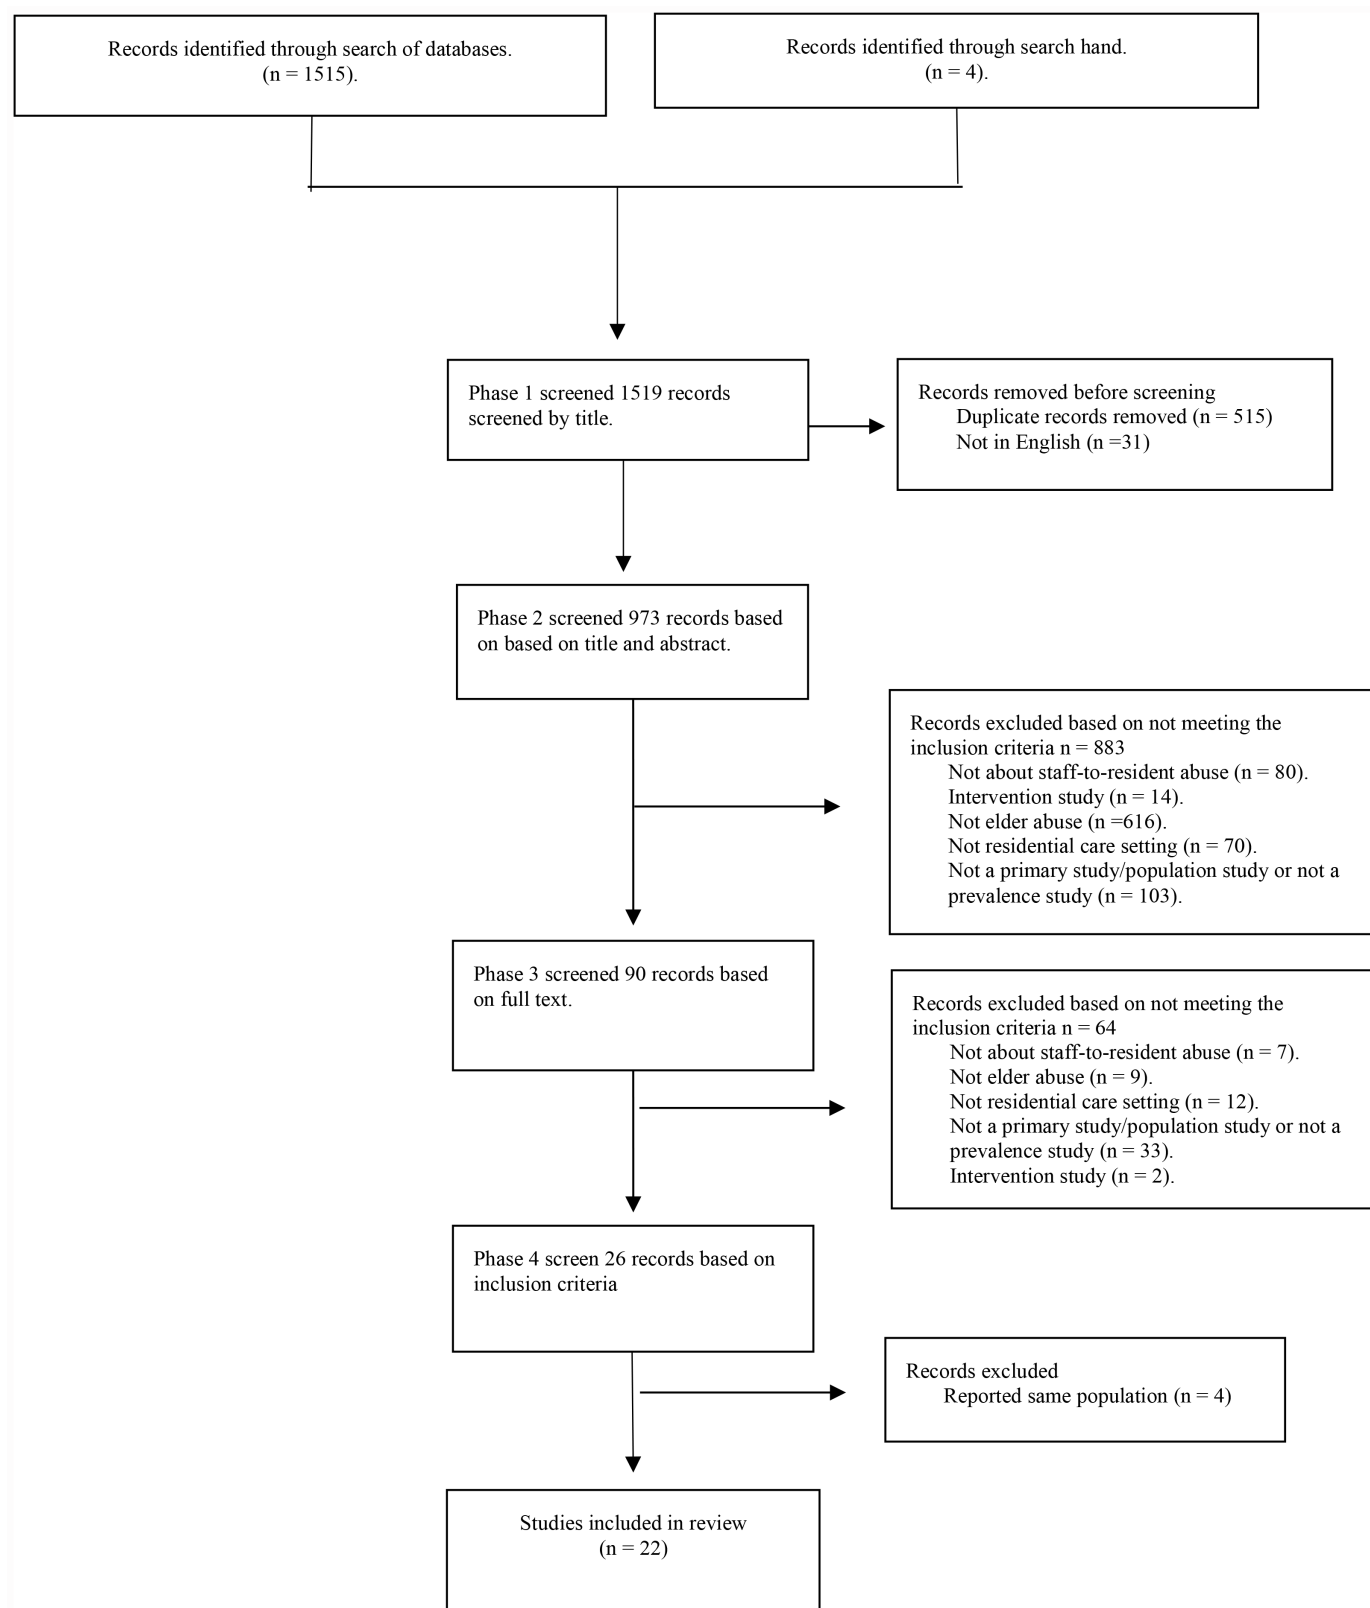 Records identified through search of databases.
(n = 1515).
Records identified through search hand.
(n = 4).
Phase 1 screened 1519 records
screened by title.
Records removed before screening
Duplicate records removed (n = 515)
Not in English (n =31)
Phase 2 screened 973 records based
on based on title and abstract.
Records excluded based on not meeting the
inclusion criteria n = 883
Not about staff-to-resident abuse (n = 80).
Intervention study (n = 14).
Not elder abuse (n =616).
Not residential care setting (n = 70).
Not a primary study/population study or not a
prevalence study (n = 103).
Phase 3 screened 90 records based
on full text.
Records excluded based on not meeting the
inclusion criteria n = 64
Not about staff-to-resident abuse (n = 7).
Not elder abuse (n = 9).
Not residential care setting (n = 12).
Not a primary study/population study or not a
prevalence study (n = 33).
Intervention study (n = 2).
Phase 4 screen 26 records based on
inclusion criteria
Records excluded
Reported same population (n = 4)
Studies included in review
(n = 22)